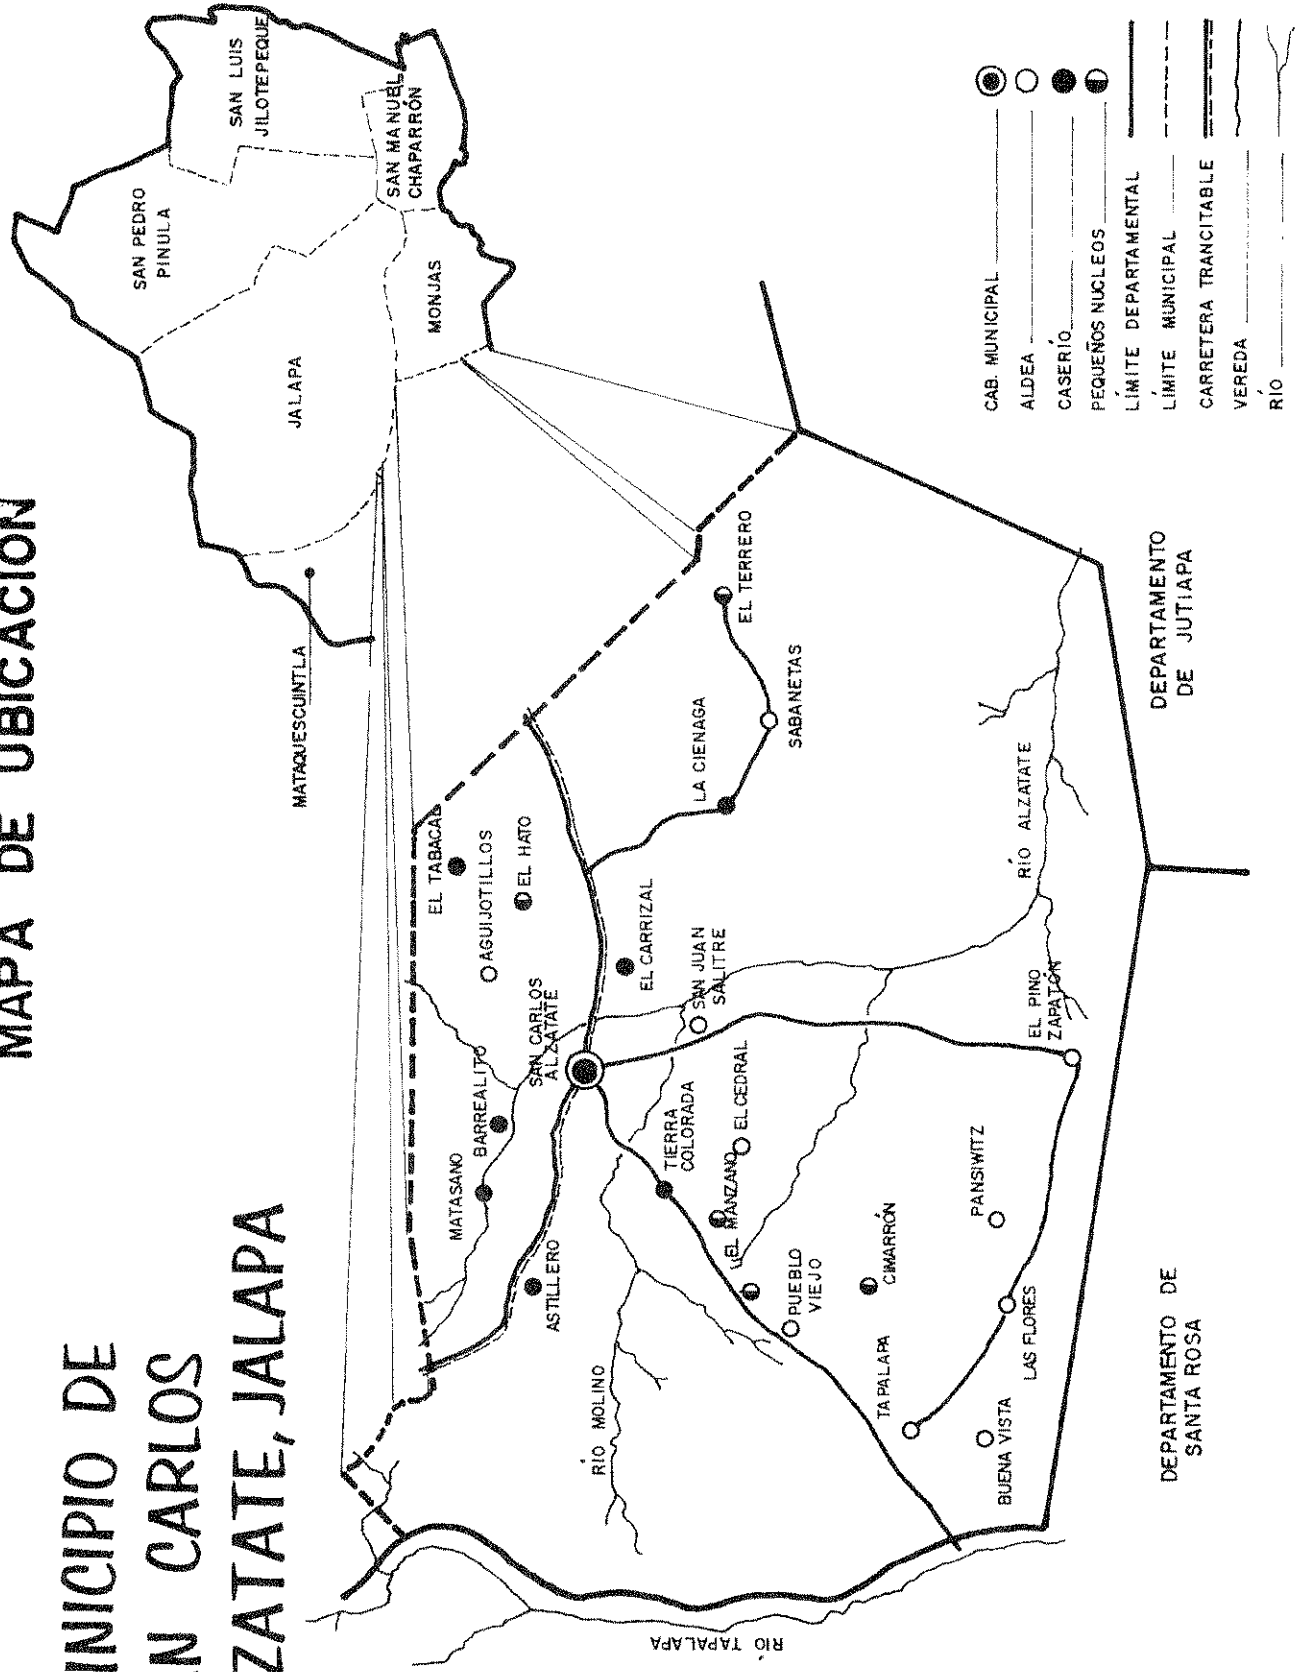 MAPA DE UBICACION
INICIPIO DE
N CARLOS
ZATATE, JALAPA
SAN LUIS
JILOTEPEQUE
SAN PEDRO
PINULA
SAN MANUEL
CHAPARRÓN
MONJAS
JALAPA
MATAQUESCUINTLA
EL TABACAL
AGUIJOTILLOS
EL HATO
EL TERRERO
SABANETAS
LA CIENAGA
EL CARRIZAL
SAN JUAN
SALITRE
SAN CARLOS
ALZATATE
BARREALITO
MATASANO
ASTILLERO
TIERRA
COLORADA
EL CEDRAL
EL MANZANO
PUEBLO
VIEJO
CIMARRÓN
PANSIWITZ
EL PINO
ZAPATÓN
RÍO ALZATATE
TAPALAPA
LAS FLORES
BUENA VISTA
RÍO MOLINO
RÍO TAPALAPA
DEPARTAMENTO DE
SANTA ROSA
DEPARTAMENTO
DE JUTIAPA
CAB. MUNICIPAL
ALDEA
CASERÍO
PEQUEÑOS NUCLEOS
LÍMITE DEPARTAMENTAL
LÍMITE MUNICIPAL
CARRETERA TRANCITABLE
VEREDA
RÍO